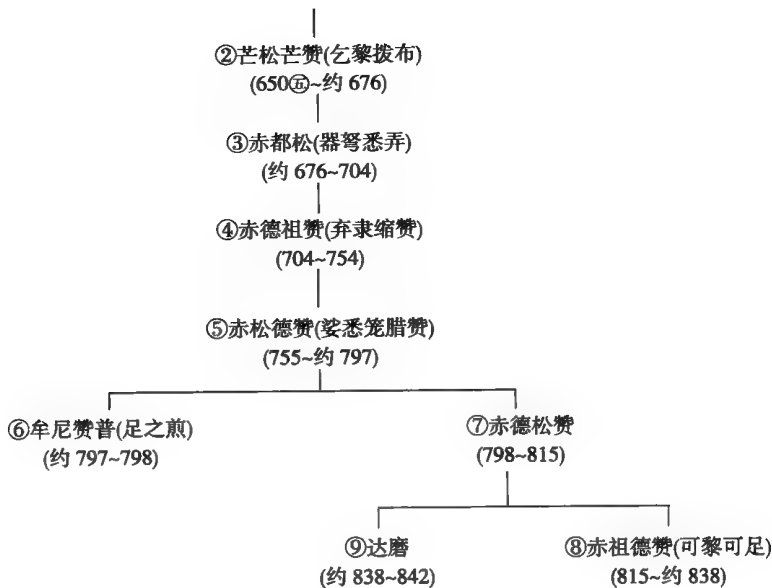 ②芒松芒赞(乞黎拨布)
(650㊄~约 676)
③赤都松(器弩悉弄)
(约 676~704)
④赤德祖赞(弃隶缩赞)
(704~754)
⑤赤松德赞(娑悉笼腊赞)
(755~约 797)
⑥牟尼赞普(足之煎)
(约 797~798)
⑦赤德松赞
(798~815)
⑨达磨
(约 838~842)
⑧赤祖德赞(可黎可足)
(815~约 838)